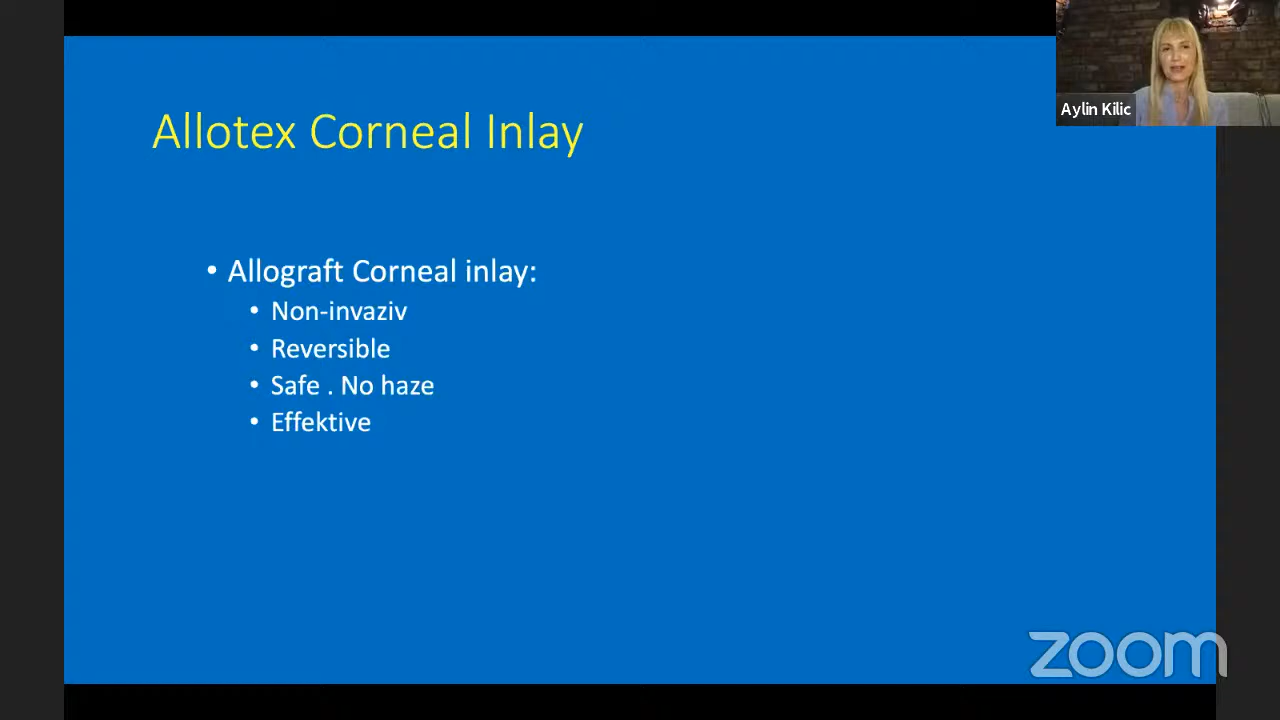 Allotex Corneal Inlay
Aylin Kilic
• Allograft Corneal inlay:
• Non-invaziv
• Reversible
• Safe . No haze
• Effektive
zoom